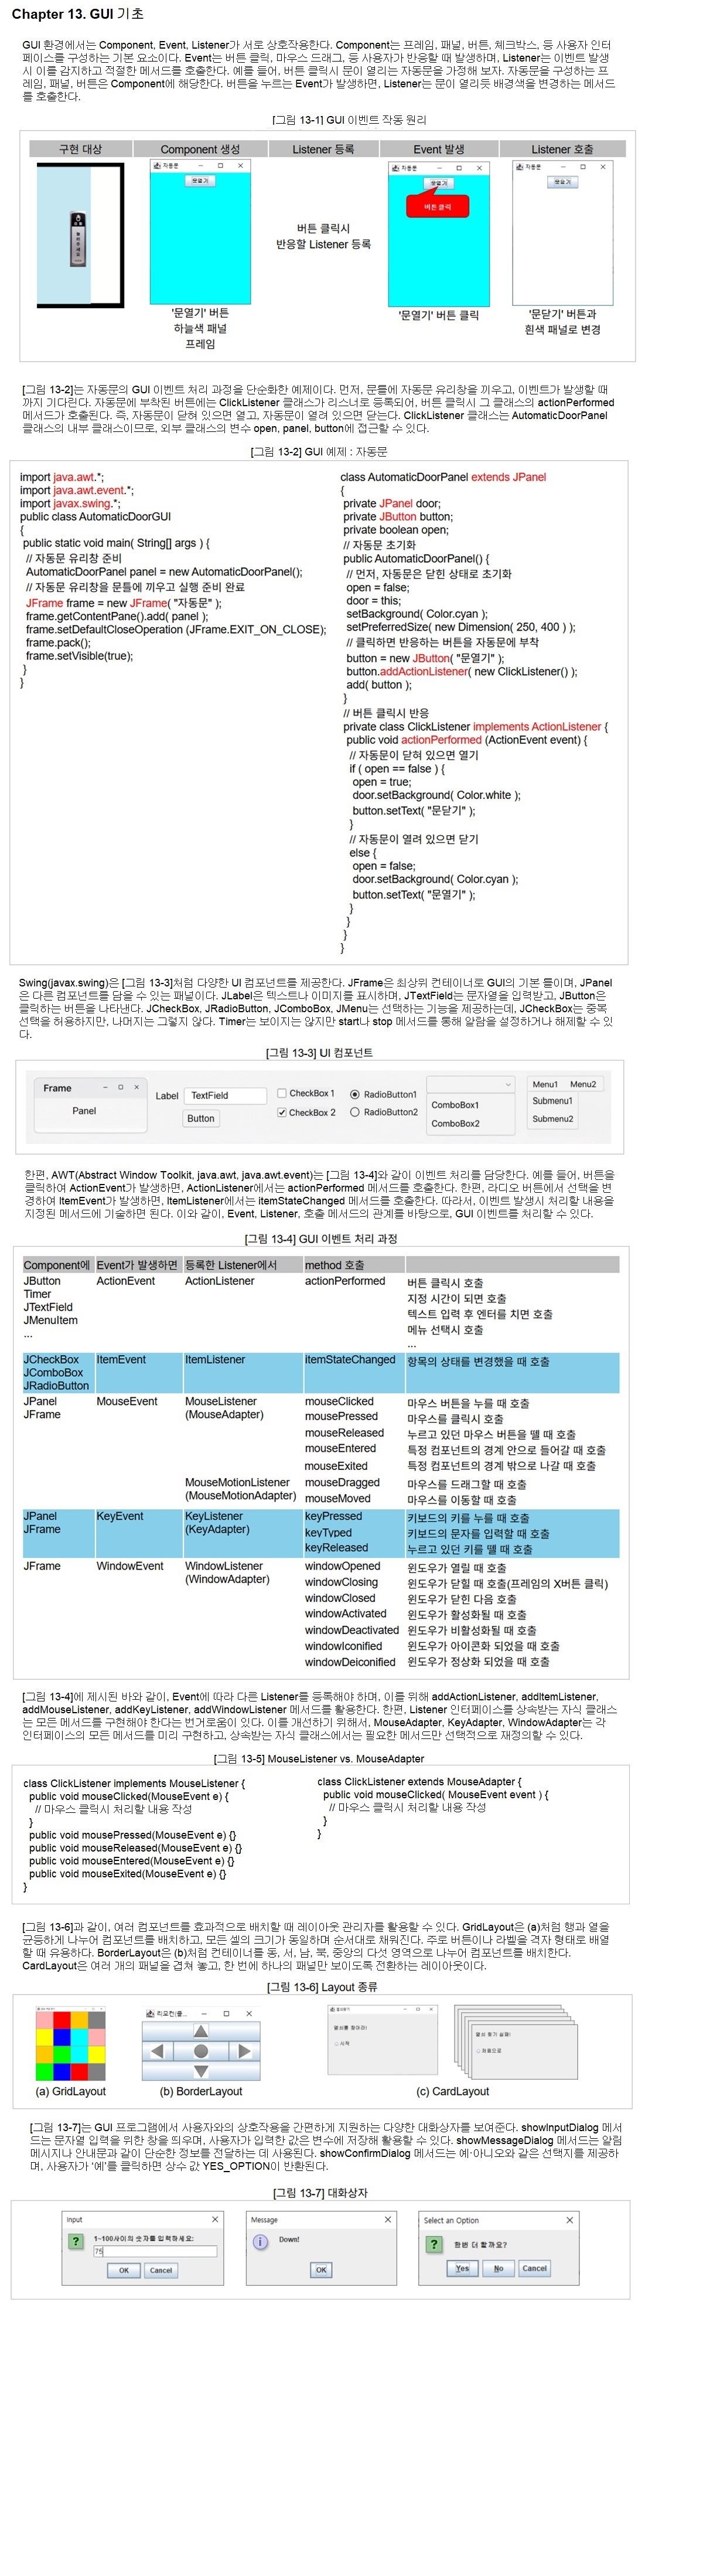 Chapter 13. GUI 기초
GUI 환경에서는 Component, Event, Listener가 서로 상호작용한다. Component는 프레임, 패널, 버튼, 체크박스, 등 사용자 인터
페이스를 구성하는 기본 요소이다. Event는 버튼 클릭, 마우스 드래그, 등 사용자가 반응할 때 발생하며, Listener는 이벤트 발생
시 이를 감지하고 적절한 메서드를 호출한다. 예를 들어, 버튼 클릭시 문이 열리는 자동문을 가정해 보자. 자동문을 구성하는 프
레임, 패널, 버튼은 Component에 해당한다. 버튼을 누르는 Event가 발생하면, Listener는 문이 열리듯 배경색을 변경하는 메서드
를 호출한다.
[그림 13-1] GUI 이벤트 작동 원리
구현 대상 Component 생성 Listener 등록 Event 발생 Listener 호출
자동문 자동문 자동문
문열기 문열기 문닫기
버튼 클릭
버튼 클릭시
반응할 Listener 등록
'문열기' 버튼
하늘색 패널
프레임
'문열기' 버튼 클릭
'문닫기' 버튼과
흰색 패널로 변경
[그림 13-2]는 자동문의 GUI 이벤트 처리 과정을 단순화한 예제이다. 먼저, 문틀에 자동문 유리창을 끼우고, 이벤트가 발생할 때
까지 기다린다. 자동문에 부착된 버튼에는 ClickListener 클래스가 리스너로 등록되어, 버튼 클릭시 그 클래스의 actionPerformed
메서드가 호출된다. 즉, 자동문이 닫혀 있으면 열고, 자동문이 열려 있으면 닫는다. ClickListener 클래스는 AutomaticDoorPanel
클래스의 내부 클래스이므로, 외부 클래스의 변수 open, panel, button에 접근할 수 있다.
[그림 13-2] GUI 예제 : 자동문
import java.awt.*;
import java.awt.event.*;
import javax.swing.*;
public class AutomaticDoorGUI
{
public static void main( String[] args ) {
// 자동문 유리창 준비
AutomaticDoorPanel panel = new AutomaticDoorPanel();
// 자동문 유리창을 문틀에 끼우고 실행 준비 완료
JFrame frame = new JFrame( "자동문" );
frame.getContentPane().add( panel );
frame.setDefaultCloseOperation (JFrame.EXIT_ON_CLOSE);
frame.pack();
frame.setVisible(true);
}
}
class AutomaticDoorPanel extends JPanel
{
private JPanel door;
private JButton button;
private boolean open;
// 자동문 초기화
public AutomaticDoorPanel() {
// 먼저, 자동문은 닫힌 상태로 초기화
open = false;
door = this;
setBackground( Color.cyan );
setPreferredSize( new Dimension( 250, 400 ) );
// 클릭하면 반응하는 버튼을 자동문에 부착
button = new JButton( "문열기" );
button.addActionListener( new ClickListener() );
add( button );
}
// 버튼 클릭시 반응
private class ClickListener implements ActionListener {
public void actionPerformed (ActionEvent event) {
// 자동문이 닫혀 있으면 열기
if ( open == false ) {
open = true;
door.setBackground( Color.white );
button.setText( "문닫기" );
}
// 자동문이 열려 있으면 닫기
else {
open = false;
door.setBackground( Color.cyan );
button.setText( "문열기" );
}
}
}
}
Swing(javax.swing)은 [그림 13-3]처럼 다양한 UI 컴포넌트를 제공한다. JFrame은 최상위 컨테이너로 GUI의 기본 틀이며, JPanel
은 다른 컴포넌트를 담을 수 있는 패널이다. JLabel은 텍스트나 이미지를 표시하며, JTextField는 문자열을 입력받고, JButton은
클릭하는 버튼을 나타낸다. JCheckBox, JRadioButton, JComboBox, JMenu는 선택하는 기능을 제공하는데, JCheckBox는 중복
선택을 허용하지만, 나머지는 그렇지 않다. Timer는 보이지는 않지만 start나 stop 메서드를 통해 알람을 설정하거나 해제할 수 있
다.
[그림 13-3] UI 컴포넌트
Frame
Panel
Label TextField
Button
CheckBox 1
CheckBox 2
RadioButton1
RadioButton2
ComboBox1
ComboBox2
Menu1 Menu2
Submenu1
Submenu2
한편, AWT(Abstract Window Toolkit, java.awt, java.awt.event)는 [그림 13-4]와 같이 이벤트 처리를 담당한다. 예를 들어, 버튼을
클릭하여 ActionEvent가 발생하면, ActionListener에서는 actionPerformed 메서드를 호출한다. 한편, 라디오 버튼에서 선택을 변
경하여 ItemEvent가 발생하면, ItemListener에서는 itemStateChanged 메서드를 호출한다. 따라서, 이벤트 발생시 처리할 내용을
지정된 메서드에 기술하면 된다. 이와 같이, Event, Listener, 호출 메서드의 관계를 바탕으로, GUI 이벤트를 처리할 수 있다.
[그림 13-4] GUI 이벤트 처리 과정
Component에 Event가 발생하면 등록한 Listener에서 method 호출
JButton ActionEvent ActionListener actionPerformed 버튼 클릭시 호출
Timer 지정 시간이 되면 호출
JTextField 텍스트 입력 후 엔터를 치면 호출
JMenuItem 메뉴 선택시 호출
... ...
JCheckBox ItemEvent ItemListener itemStateChanged 항목의 상태를 변경했을 때 호출
JComboBox
JRadioButton
JPanel MouseEvent MouseListener mouseClicked 마우스 버튼을 누를 때 호출
JFrame (MouseAdapter) mousePressed 마우스를 클릭시 호출
mouseReleased 누르고 있던 마우스 버튼을 뗄 때 호출
mouseEntered 특정 컴포넌트의 경계 안으로 들어갈 때 호출
mouseExited 특정 컴포넌트의 경계 밖으로 나갈 때 호출
MouseMotionListener mouseDragged 마우스를 드래그할 때 호출
(MouseMotionAdapter) mouseMoved 마우스를 이동할 때 호출
JPanel KeyEvent KeyListener keyPressed 키보드의 키를 누를 때 호출
JFrame (KeyAdapter) keyTyped 키보드의 문자를 입력할 때 호출
keyReleased 누르고 있던 키를 뗄 때 호출
JFrame WindowEvent WindowListener windowOpened 윈도우가 열릴 때 호출
(WindowAdapter) windowClosing 윈도우가 닫힐 때 호출(프레임의 X버튼 클릭)
windowClosed 윈도우가 닫힌 다음 호출
windowActivated 윈도우가 활성화될 때 호출
windowDeactivated 윈도우가 비활성화될 때 호출
windowIconified 윈도우가 아이콘화 되었을 때 호출
windowDeiconified 윈도우가 정상화 되었을 때 호출
[그림 13-4]에 제시된 바와 같이, Event에 따라 다른 Listener를 등록해야 하며, 이를 위해 addActionListener, addItemListener,
addMouseListener, addKeyListener, addWindowListener 메서드를 활용한다. 한편, Listener 인터페이스를 상속받는 자식 클래스
는 모든 메서드를 구현해야 한다는 번거로움이 있다. 이를 개선하기 위해서, MouseAdapter, KeyAdapter, WindowAdapter는 각
인터페이스의 모든 메서드를 미리 구현하고, 상속받는 자식 클래스에서는 필요한 메서드만 선택적으로 재정의할 수 있다.
[그림 13-5] MouseListener vs. MouseAdapter
class ClickListener implements MouseListener {
public void mouseClicked(MouseEvent e) {
// 마우스 클릭시 처리할 내용 작성
}
public void mousePressed(MouseEvent e) {}
public void mouseReleased(MouseEvent e) {}
public void mouseEntered(MouseEvent e) {}
public void mouseExited(MouseEvent e) {}
}
class ClickListener extends MouseAdapter {
public void mouseClicked( MouseEvent event ) {
// 마우스 클릭시 처리할 내용 작성
}
}
[그림 13-6]과 같이, 여러 컴포넌트를 효과적으로 배치할 때 레이아웃 관리자를 활용할 수 있다. GridLayout은 (a)처럼 행과 열을
균등하게 나누어 컴포넌트를 배치하고, 모든 셀의 크기가 동일하며 순서대로 채워진다. 주로 버튼이나 라벨을 격자 형태로 배열
할 때 유용하다. BorderLayout은 (b)처럼 컨테이너를 동, 서, 남, 북, 중앙의 다섯 영역으로 나누어 컴포넌트를 배치한다.
CardLayout은 여러 개의 패널을 겹쳐 놓고, 한 번에 하나의 패널만 보이도록 전환하는 레이아웃이다.
[그림 13-6] Layout 종류
리모컨(클...
열쇠를 찾아라!
시작
열쇠 찾기 실패!
처음으로
(a) GridLayout (b) BorderLayout (c) CardLayout
[그림 13-7]는 GUI 프로그램에서 사용자와의 상호작용을 간편하게 지원하는 다양한 대화상자를 보여준다. showInputDialog 메서
드는 문자열 입력을 위한 창을 띄우며, 사용자가 입력한 값은 변수에 저장해 활용할 수 있다. showMessageDialog 메서드는 알림
메시지나 안내문과 같이 단순한 정보를 전달하는 데 사용된다. showConfirmDialog 메서드는 예·아니오와 같은 선택지를 제공하
며, 사용자가 '예'를 클릭하면 상수 값 YES_OPTION이 반환된다.
[그림 13-7] 대화상자
Input
1~100사이의 숫자를 입력하세요:
75
OK Cancel
Message
Down!
OK
Select an Option
한번 더 할까요?
Yes No Cancel